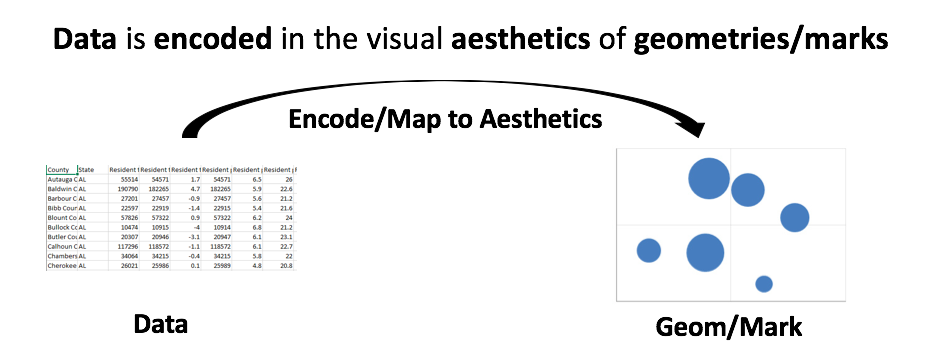 Data is encoded in the visual aesthetics of geometries/marks
Encode/Map to Aesthetics
County State Resident Resident Resident Resident Resident Resident
Autauga C AL 55514 54571 1.7 54571 6.5 26
Baldwin C AL 190790 182265 4.7 182265 5.9 22.6
Barbour C AL 27201 27457 -0.9 27457 5.6 21.2
Bibb Cour AL 22597 22919 -1.4 22915 5.4 21.6
Blount Co AL 57826 57322 0.9 57322 6.2 24
Bullock Co AL 10474 10915 -4 10914 6.8 21.2
Butler Cou AL 20307 20946 -3.1 20947 6.1 23.1
Calhoun C AL 117296 118572 -1.1 118572 6.1 22.7
Chambers AL 34064 34215 -0.4 34215 5.8 22
Cherokee AL 26021 25986 0.1 25989 4.8 20.8
Data
Geom/Mark